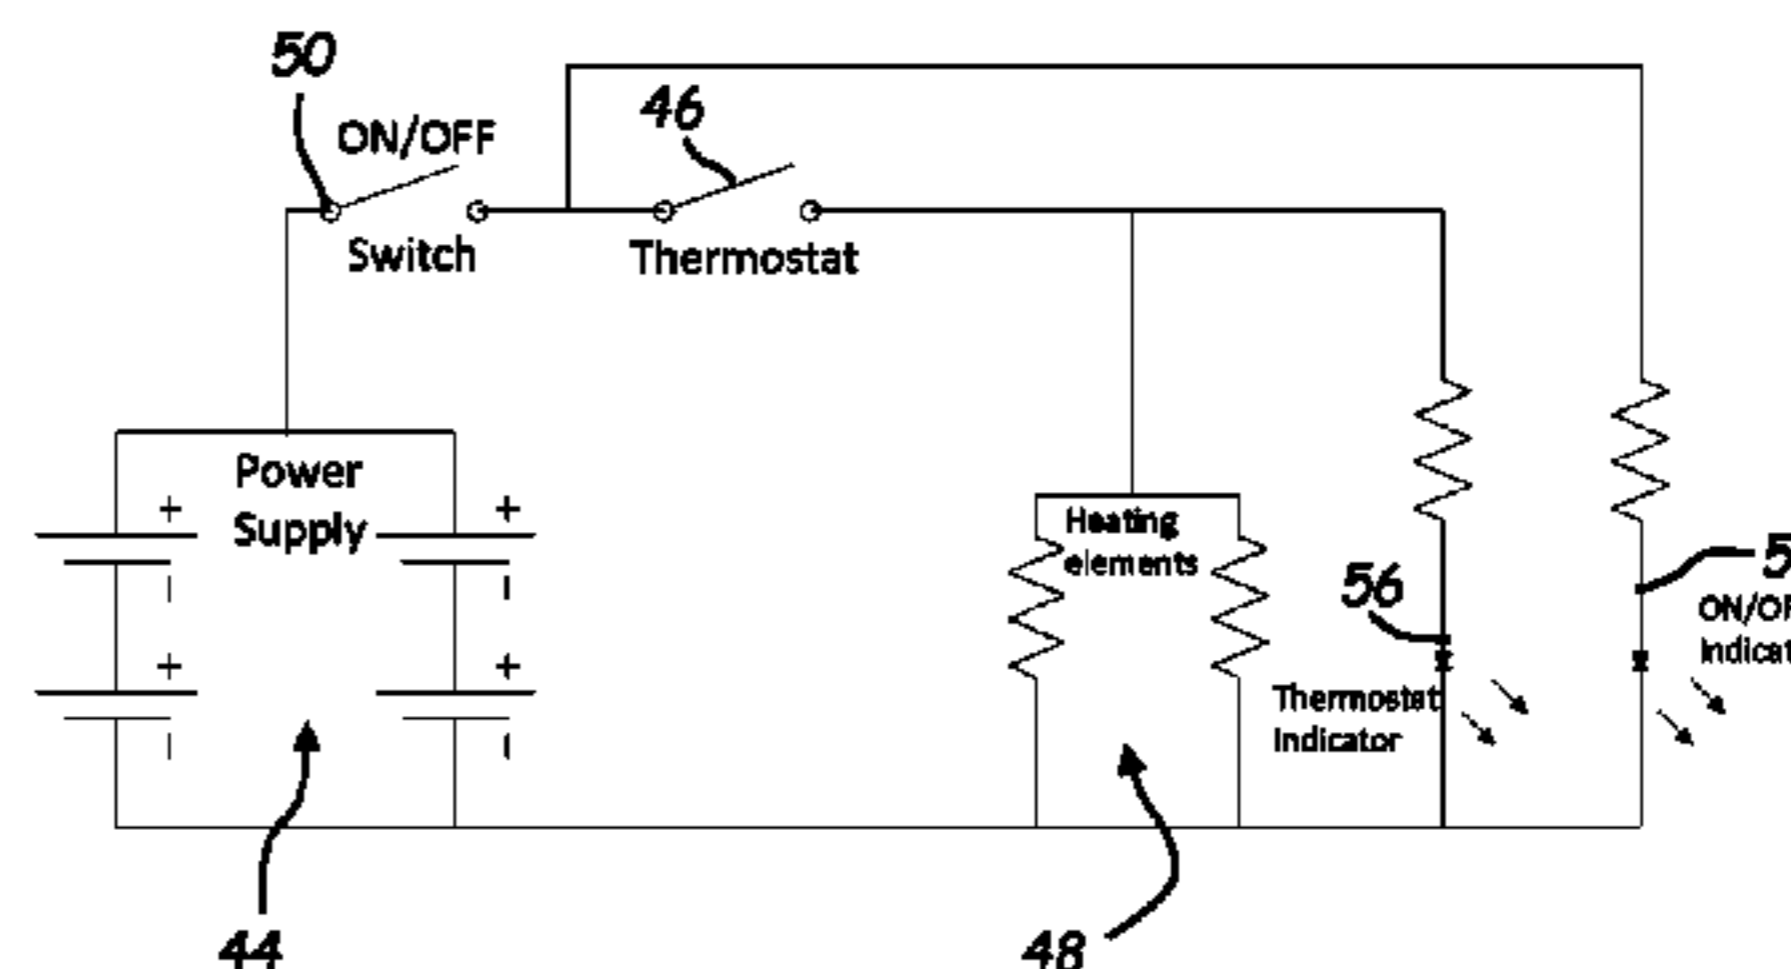 50
46
ON/OFF
Switch
Thermostat
Power
Supply
+
+
-
-
+
+
-
-
Heating
elements
56
Thermostat
Indicator
44
48